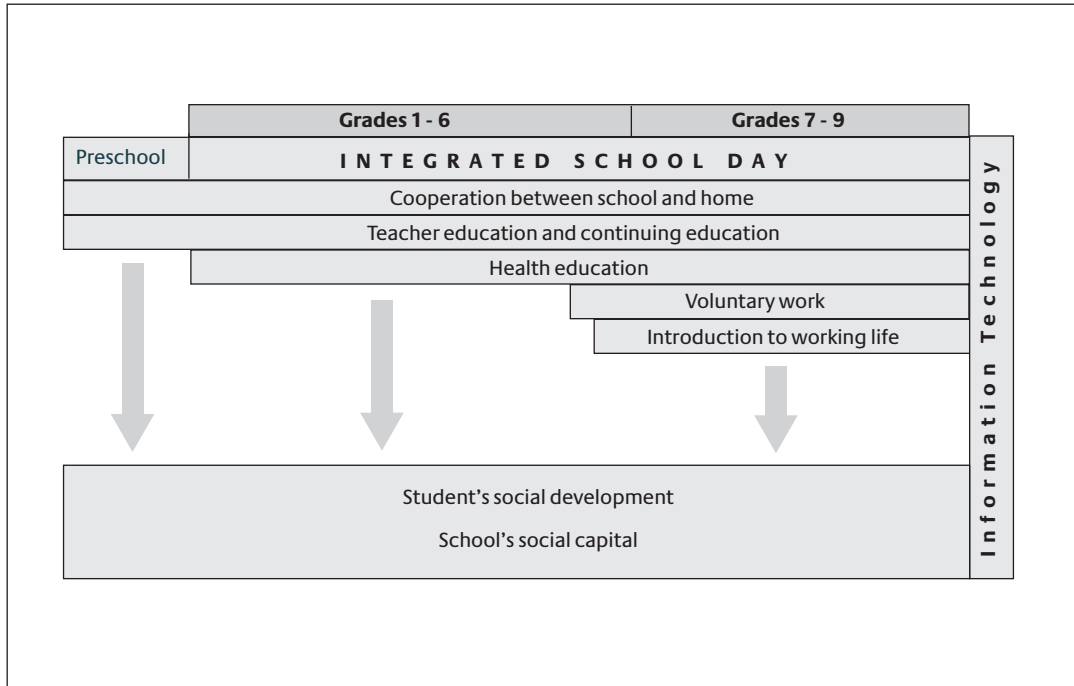 Grades 1 - 6
Grades 7 - 9
Preschool
INTEGRATED SCHOOL DAY
Cooperation between school and home
Teacher education and continuing education
Health education
Voluntary work
Introduction to working life
Student’s social development
School’s social capital
Information Technology